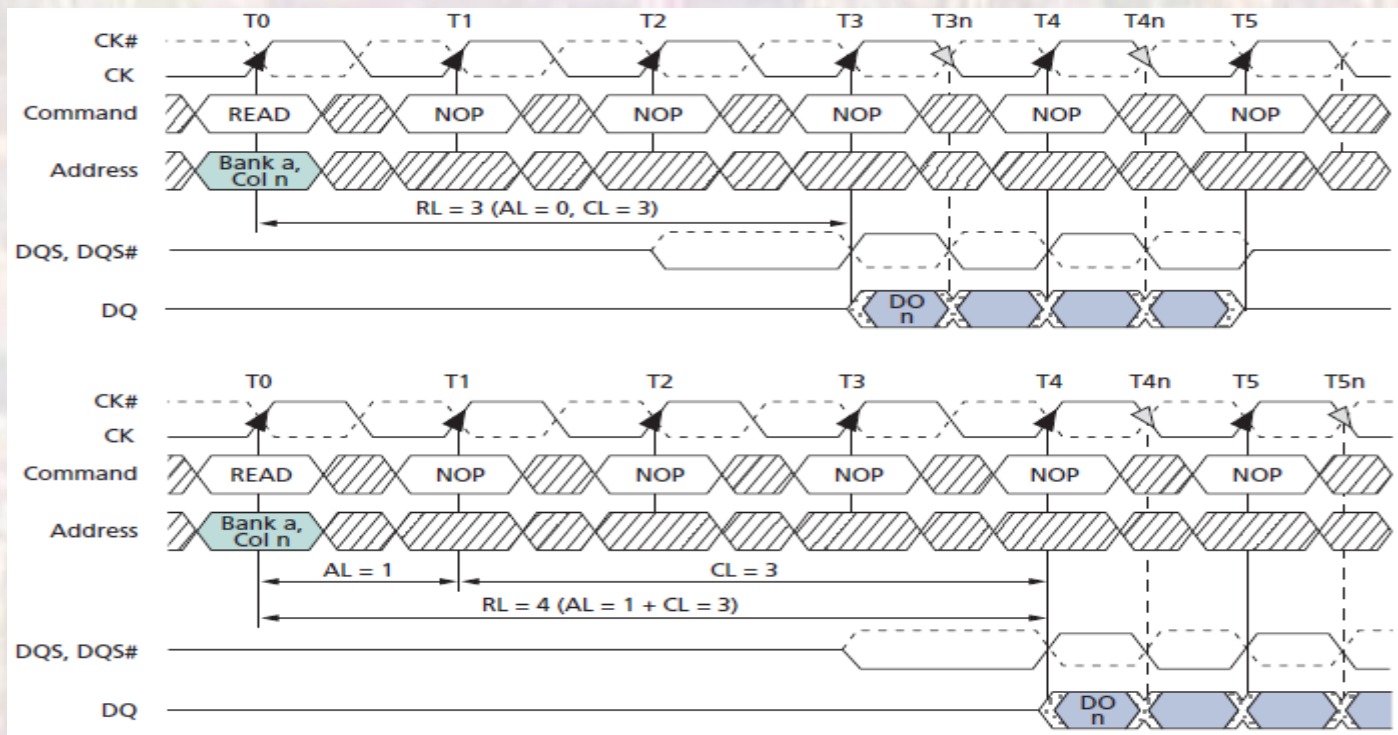 T0 T1 T2 T3 T3n T4 T4n T5
CK#
CK
Command READ NOP NOP NOP NOP NOP
Address Bank a,
Col n
RL = 3 (AL = 0, CL = 3)
DQS, DQS#
DQ DO
n
T0 T1 T2 T3 T4 T4n T5 T5n
CK#
CK
Command READ NOP NOP NOP NOP NOP
Address Bank a,
Col n
AL = 1 CL = 3
RL = 4 (AL = 1 + CL = 3)
DQS, DQS#
DQ DO
n